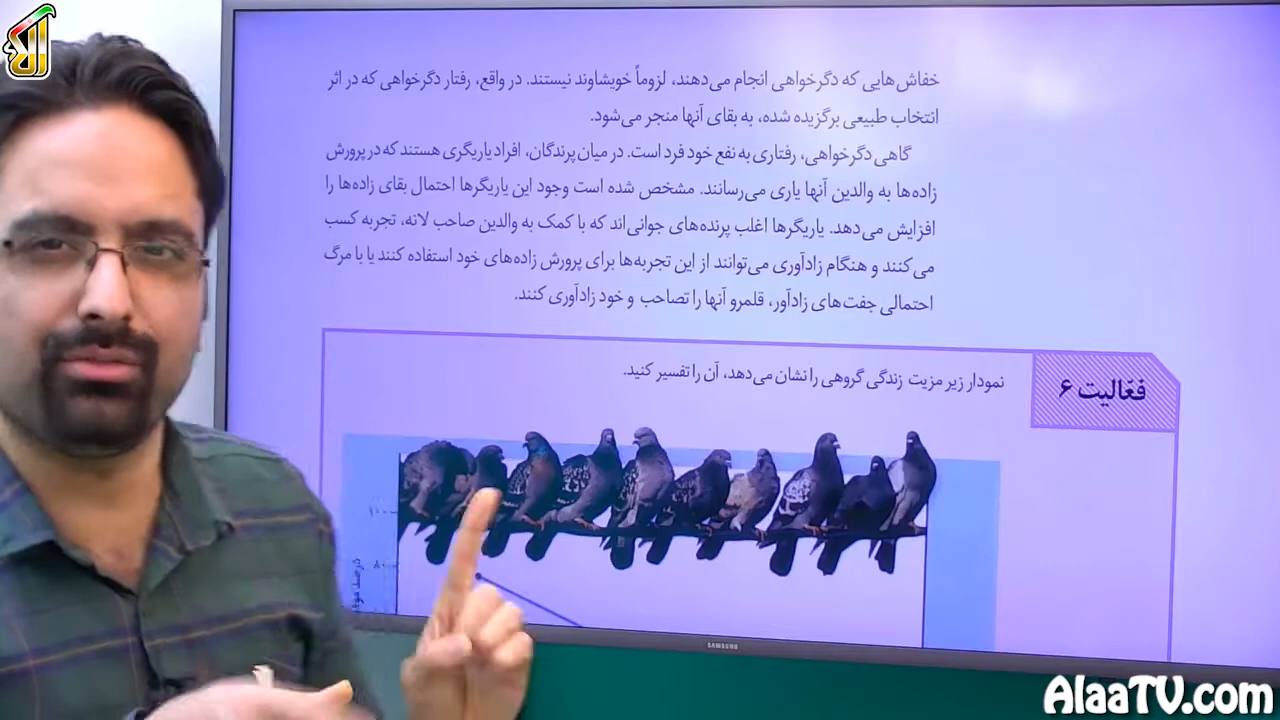 خفاش‌هایی که دگرخواهی انجام می‌دهند، لزوماً خویشاوند نیستند. در واقع، رفتار دگرخواهی که در اثر
انتخاب طبیعی برگزیده شده، به بقای آنها منجر می‌شود.
گاهی دگرخواهی، رفتاری به نفع خود فرد است. در میان پرندگان، افراد یاریگری هستند که در پرورش
زاده‌ها به والدین آنها یاری می‌رسانند. مشخص شده است وجود این یاریگرها احتمال بقای زاده‌ها را
افزایش می‌دهد. یاریگرها اغلب پرنده‌های جوانی‌اند که با کمک به والدین صاحب لانه، تجربه کسب
می‌کنند و هنگام زادآوری می‌توانند از این تجربه‌ها برای پرورش زاده‌های خود استفاده کنند یا با مرگ
احتمالی جفت‌های زادآور، قلمرو آنها را تصاحب و خود زادآوری کنند.
فعّالیت ۶
نمودار زیر مزیت زندگی گروهی را نشان می‌دهد، آن را تفسیر کنید.
درصد
SAMSUNG
AlaaTV.com